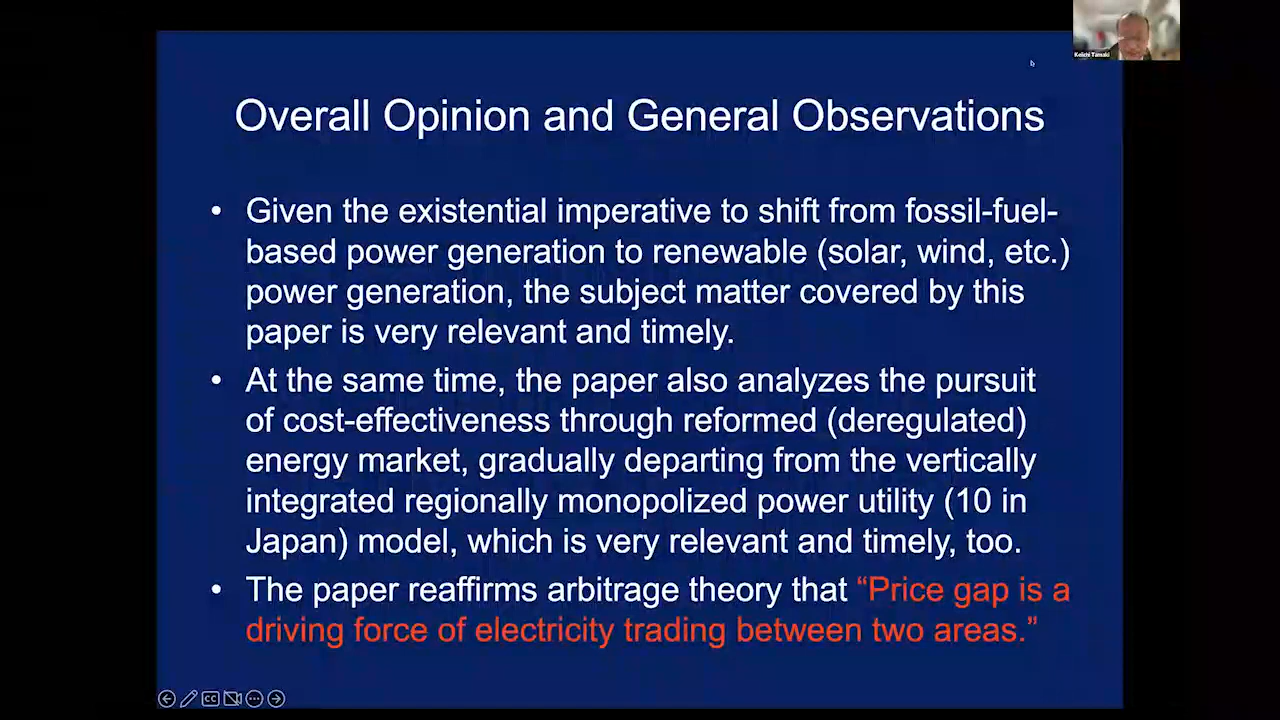 Keiichi Tamaki
Overall Opinion and General Observations
• Given the existential imperative to shift from fossil-fuel-
based power generation to renewable (solar, wind, etc.)
power generation, the subject matter covered by this
paper is very relevant and timely.
• At the same time, the paper also analyzes the pursuit
of cost-effectiveness through reformed (deregulated)
energy market, gradually departing from the vertically
integrated regionally monopolized power utility (10 in
Japan) model, which is very relevant and timely, too.
• The paper reaffirms arbitrage theory that “Price gap is a
driving force of electricity trading between two areas.”
CC